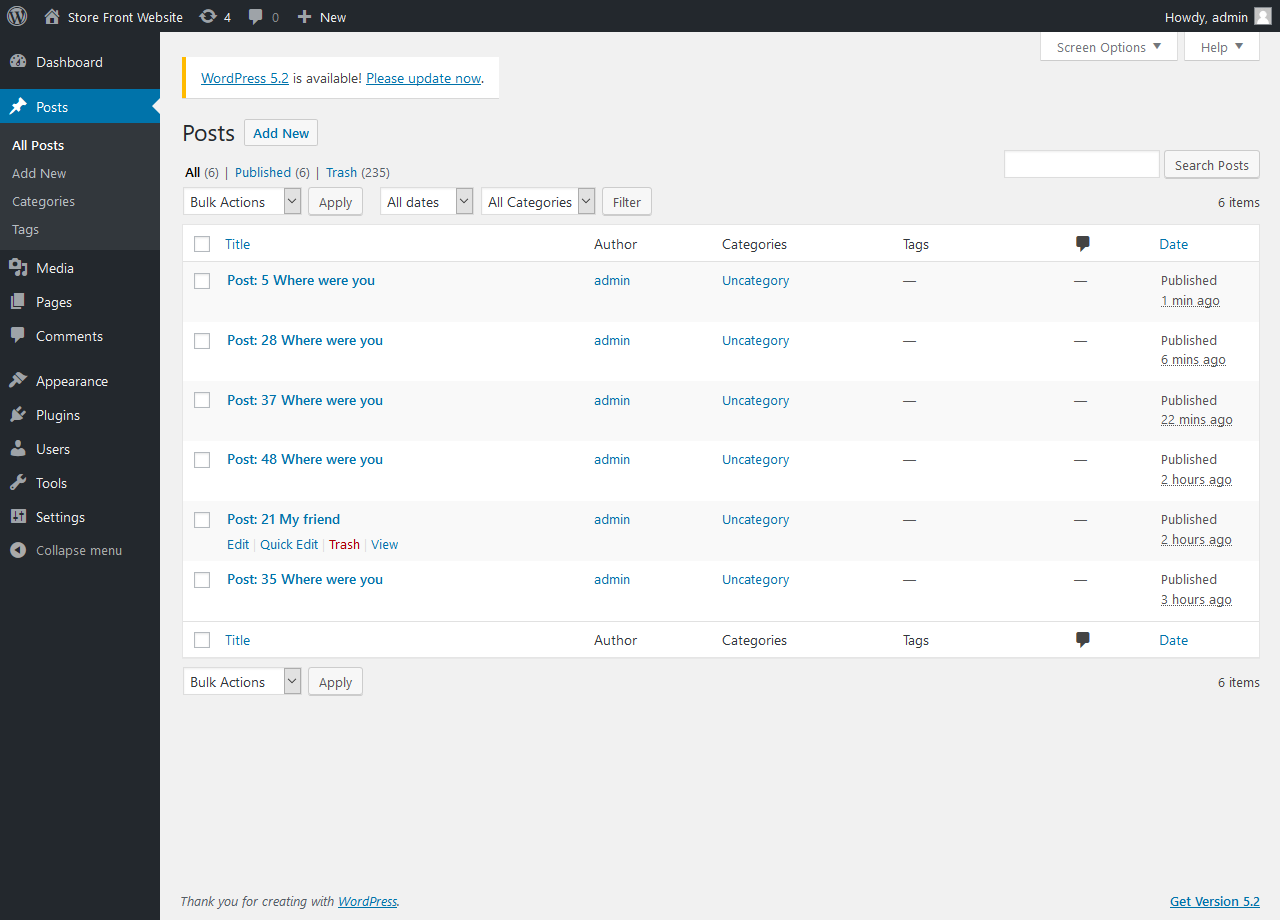 Store Front Website 4 0 New Howdy, admin
Screen Options Help
Dashboard
Posts
All Posts
Add New
Categories
Tags
Media
Pages
Comments
Appearance
Plugins
Users
Tools
Settings
Collapse menu
WordPress 5.2 is available! Please update now.
Posts Add New
All (6) | Published (6) | Trash (235)
Search Posts
Bulk Actions Apply All dates All Categories Filter 6 items
Title Author Categories Tags Date
Post: 5 Where were you admin Uncategory — — Published
1 min ago
Post: 28 Where were you admin Uncategory — — Published
6 mins ago
Post: 37 Where were you admin Uncategory — — Published
22 mins ago
Post: 48 Where were you admin Uncategory — — Published
2 hours ago
Post: 21 My friend admin Uncategory — — Published
Edit | Quick Edit | Trash | View 2 hours ago
Post: 35 Where were you admin Uncategory — — Published
3 hours ago
Title Author Categories Tags Date
Bulk Actions Apply 6 items
Thank you for creating with WordPress. Get Version 5.2